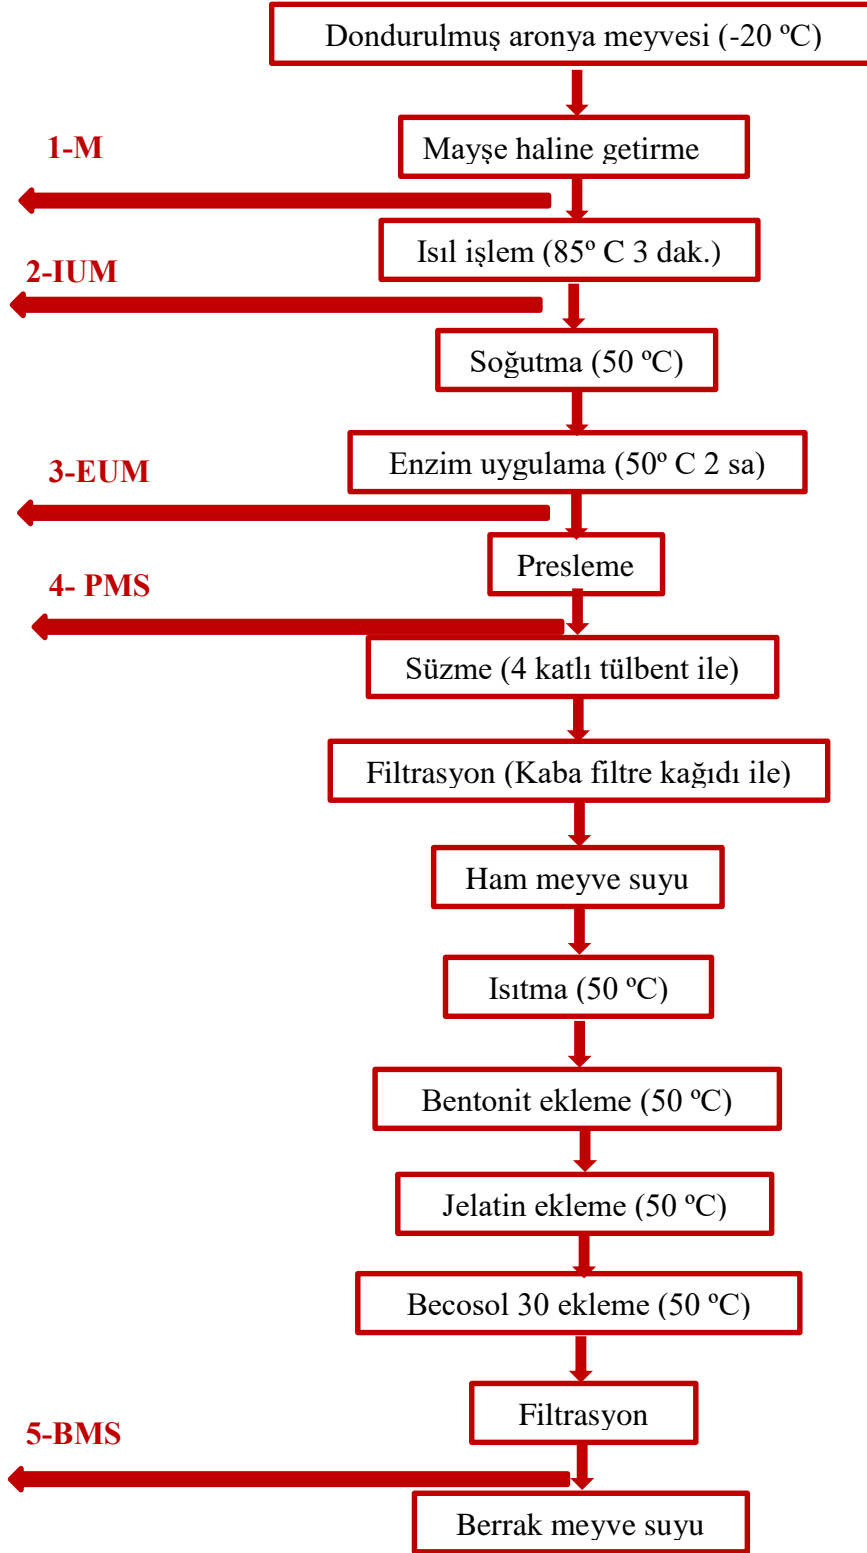 Dondurulmuş aronya meyvesi (-20 ºC)
1-M
Mayşe haline getirme
Isıl işlem (85º C 3 dak.)
2-IUM
Soğutma (50 ºC)
Enzim uygulama (50º C 2 sa)
3-EUM
Presleme
4- PMS
Süzme (4 katlı tülbent ile)
Filtrasyon (Kaba filtre kağıdı ile)
Ham meyve suyu
Isıtma (50 ºC)
Bentonit ekleme (50 ºC)
Jelatin ekleme (50 ºC)
Becosol 30 ekleme (50 ºC)
Filtrasyon
5-BMS
Berrak meyve suyu